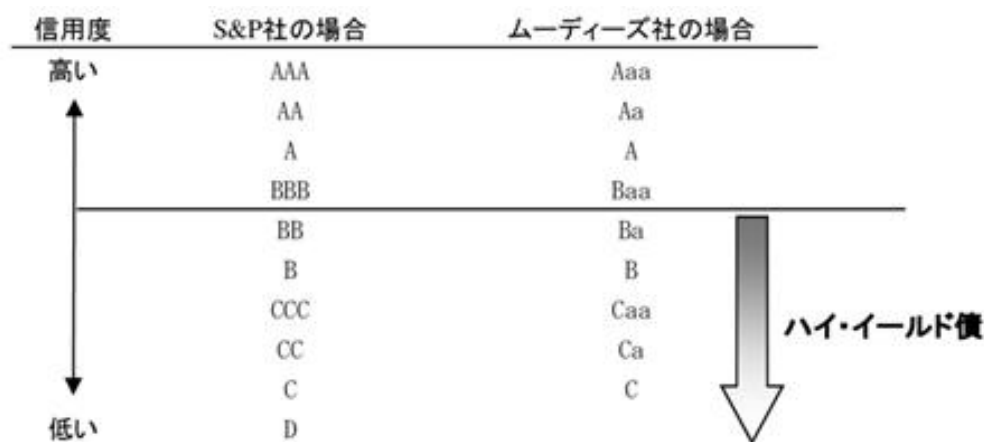 信用度 S&P社の場合 ムーディーズ社の場合
高い AAA Aaa
AA Aa
A A
BBB Baa
BB Ba
B B
CCC Caa
ハイ・イールド債
CC Ca
C C
低い D